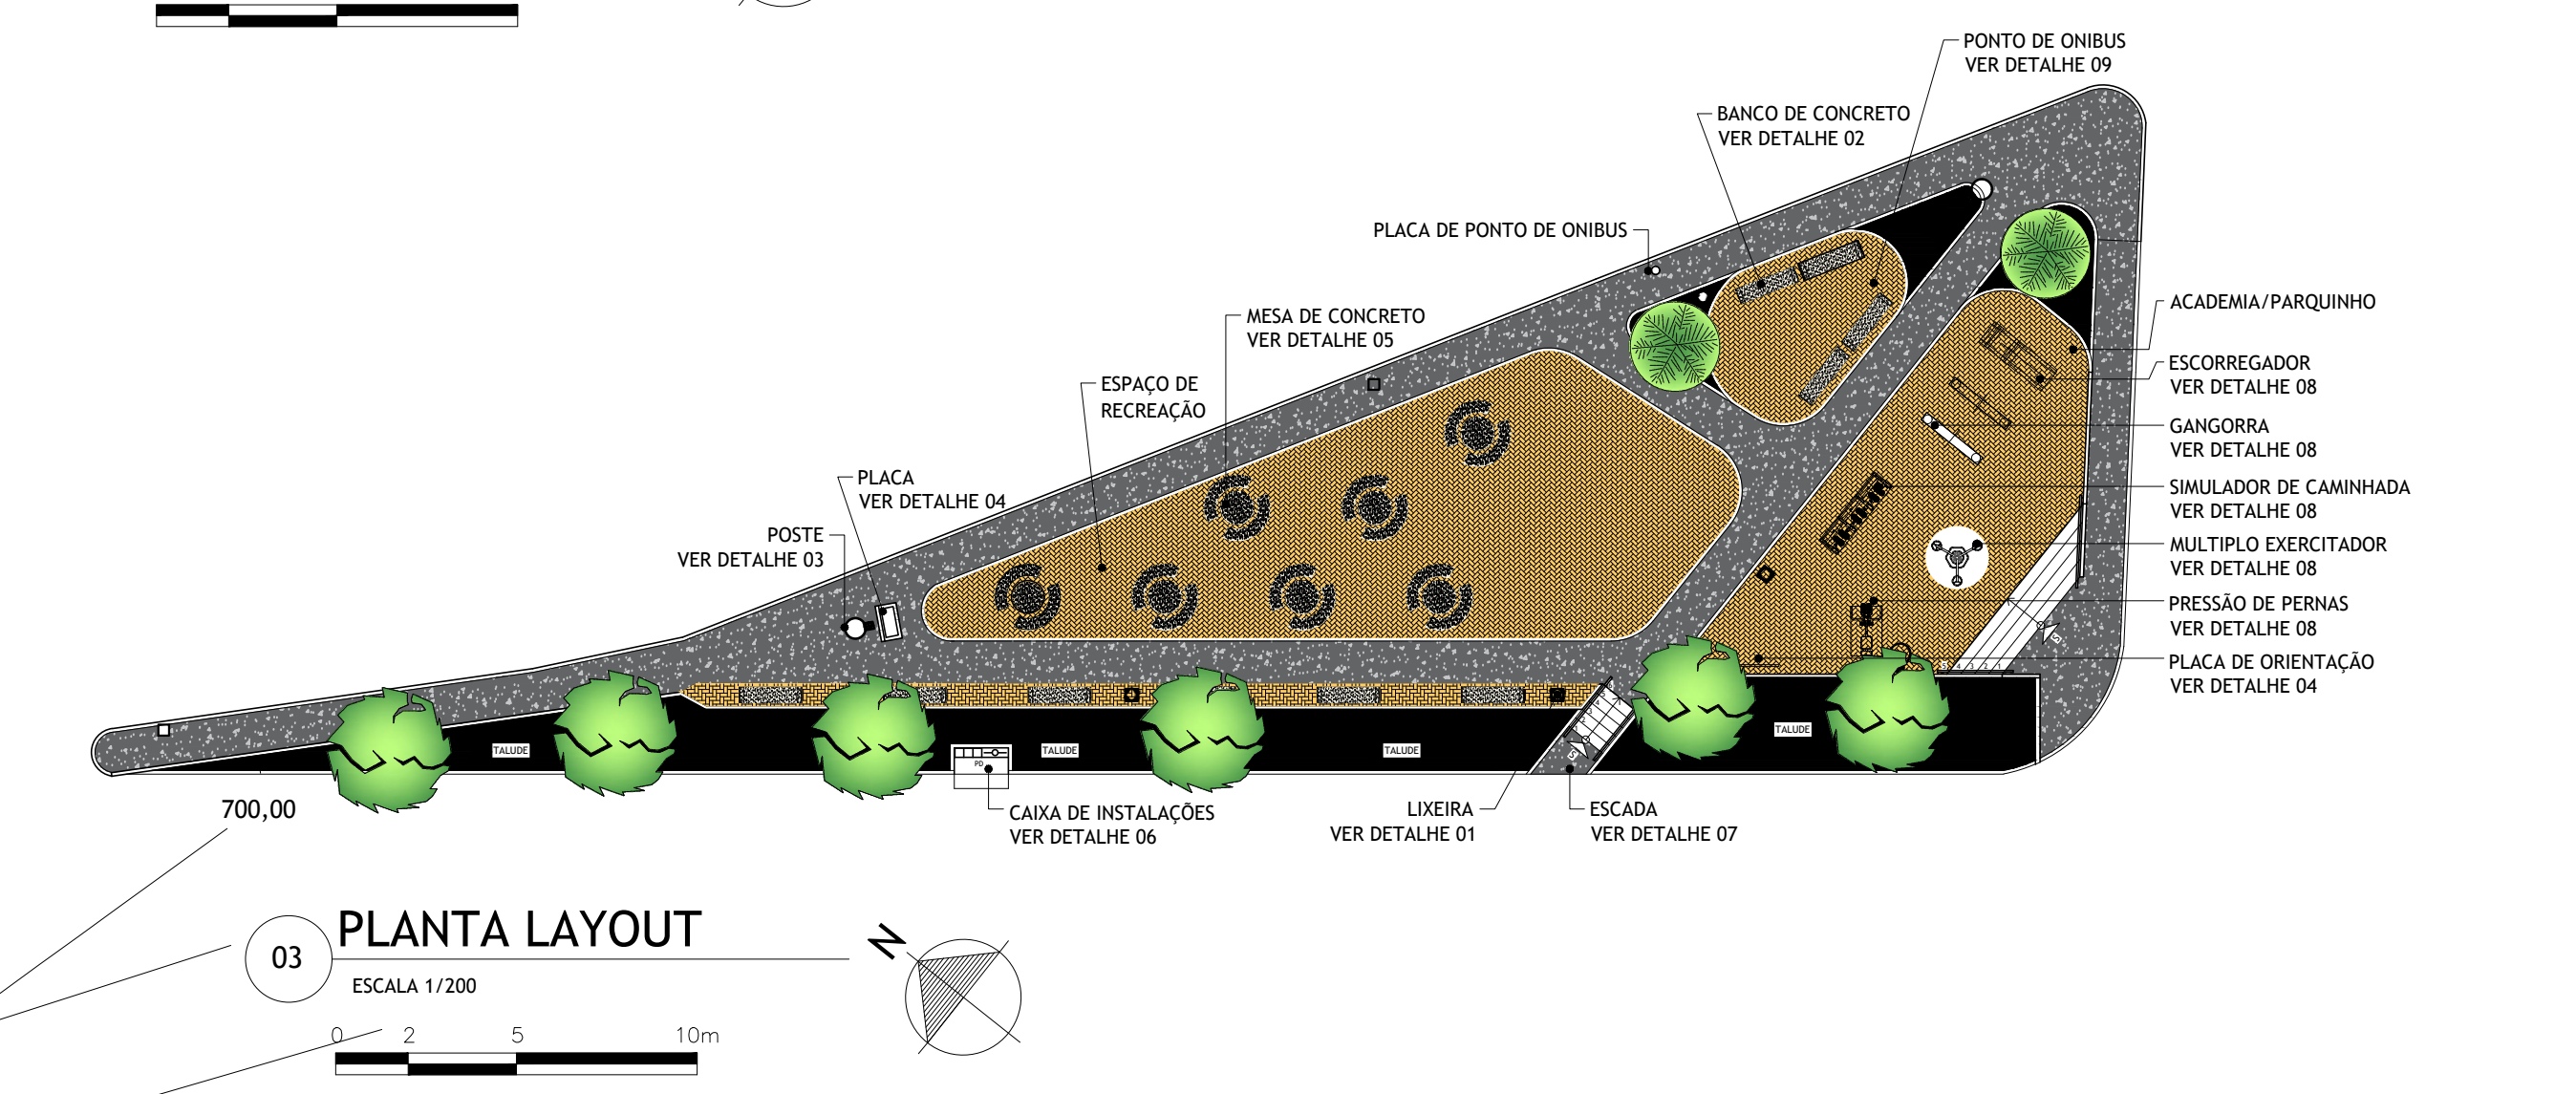 PONTO DE ONIBUS
VER DETALHE 09
BANCO DE CONCRETO
VER DETALHE 02
PLACA DE PONTO DE ONIBUS
MESA DE CONCRETO
VER DETALHE 05
ESPAÇO DE
RECREAÇÃO
PLACA
VER DETALHE 04
POSTE
VER DETALHE 03
ACADEMIA/PARQUINHO
ESCORREGADOR
VER DETALHE 08
GANGORRA
VER DETALHE 08
SIMULADOR DE CAMINHADA
VER DETALHE 08
MULTIPLO EXERCITADOR
VER DETALHE 08
PRESSÃO DE PERNAS
VER DETALHE 08
PLACA DE ORIENTAÇÃO
VER DETALHE 04
S
5 4 3 2 1
TALUDE
TALUDE
TALUDE
TALUDE
PD
S
700,00
CAIXA DE INSTALAÇÕES
VER DETALHE 06
LIXEIRA
VER DETALHE 01
ESCADA
VER DETALHE 07
03
PLANTA LAYOUT
ESCALA 1/200
N
0 2 5 10m